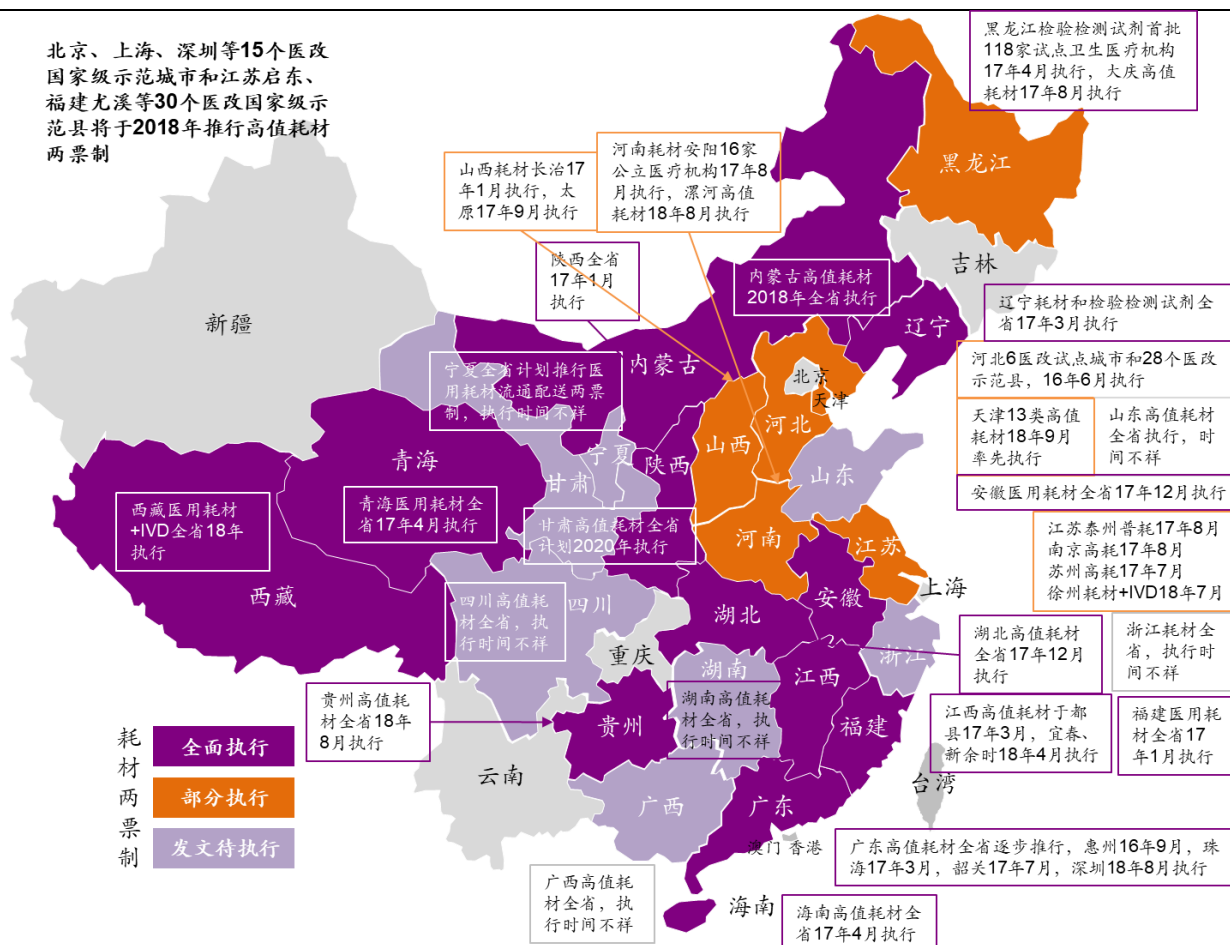 北京、上海、深圳等15个医改
国家级示范城市和江苏启东、
福建尤溪等30个医改国家级示
范县将于2018年推行高值耗材
两票制
黑龙江检验检测试剂首批
118家试点卫生医疗机构
17年4月执行，大庆高值
耗材17年8月执行
山西耗材长治17
年1月执行，太
原17年9月执行
河南耗材安阳16家
公立医疗机构17年8
月执行，漯河高值
耗材18年8月执行
黑龙江
吉林
陕西全省
17年1月
执行
内蒙古高值耗材
2018年全省执行
辽宁
辽宁耗材和检验检测试剂全
省17年3月执行
新疆
内蒙古
宁夏全省计划推行医
用耗材流通配送两票
制，执行时间不祥
北京
天津
河北
山西
河北6医改试点城市和28个医改
示范县，16年6月执行
天津13类高值
耗材18年9月
率先执行
山东高值耗材
全省执行，时
间不祥
青海
甘肃
宁夏
陕西
山东
安徽医用耗材全省17年12月执行
西藏医用耗材
+IVD全省18年
执行
青海医用耗材全
省17年4月执行
甘肃高值耗材全省
计划2020年执行
河南
江苏
江苏泰州普耗17年8月
南京高耗17年8月
苏州高耗17年7月
徐州耗材+IVD18年7月
西藏
四川高值耗
材全省，执
行时间不祥
四川
湖北
安徽
上海
重庆
湖南
江西
浙江
湖北高值耗材
全省17年12月
执行
浙江耗材全
省，执行时
间不祥
贵州高值耗
材全省18年
8月执行
贵州
湖南高值耗
材全省，执
行时间不祥
福建
江西高值耗材于都
县17年3月，宜春、
新余时18年4月执行
福建医用耗
材全省17
年1月执行
耗材两票制
全面执行
部分执行
发文待执行
云南
广西
广东
台湾
澳门 香港
广东高值耗材全省逐步推行，惠州16年9月，珠
海17年3月，韶关17年7月，深圳18年8月执行
广西高值耗
材全省，执
行时间不祥
海南
海南高值耗材全
省17年4月执行